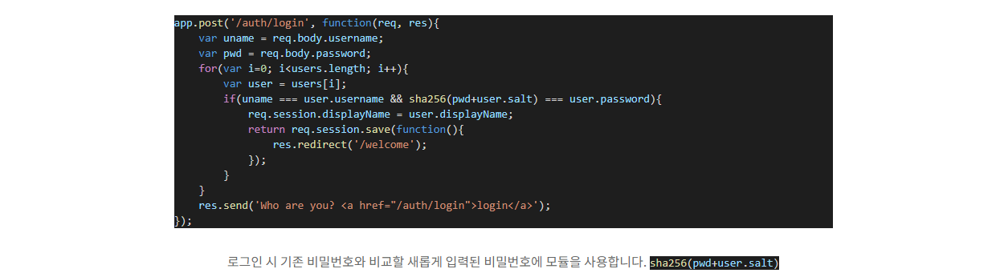 app.post('/auth/login', function(req, res){
    var uname = req.body.username;
    var pwd = req.body.password;
    for(var i=0; i<users.length; i++){
        var user = users[i];
        if(uname === user.username && sha256(pwd+user.salt) === user.password){
            req.session.displayName = user.displayName;
            return req.session.save(function(){
                res.redirect('/welcome');
            });
        }
    }
    res.send('Who are you? <a href="/auth/login">login</a>');
});
로그인 시 기존 비밀번호와 비교할 새롭게 입력된 비밀번호에 모듈을 사용합니다. sha256(pwd+user.salt)